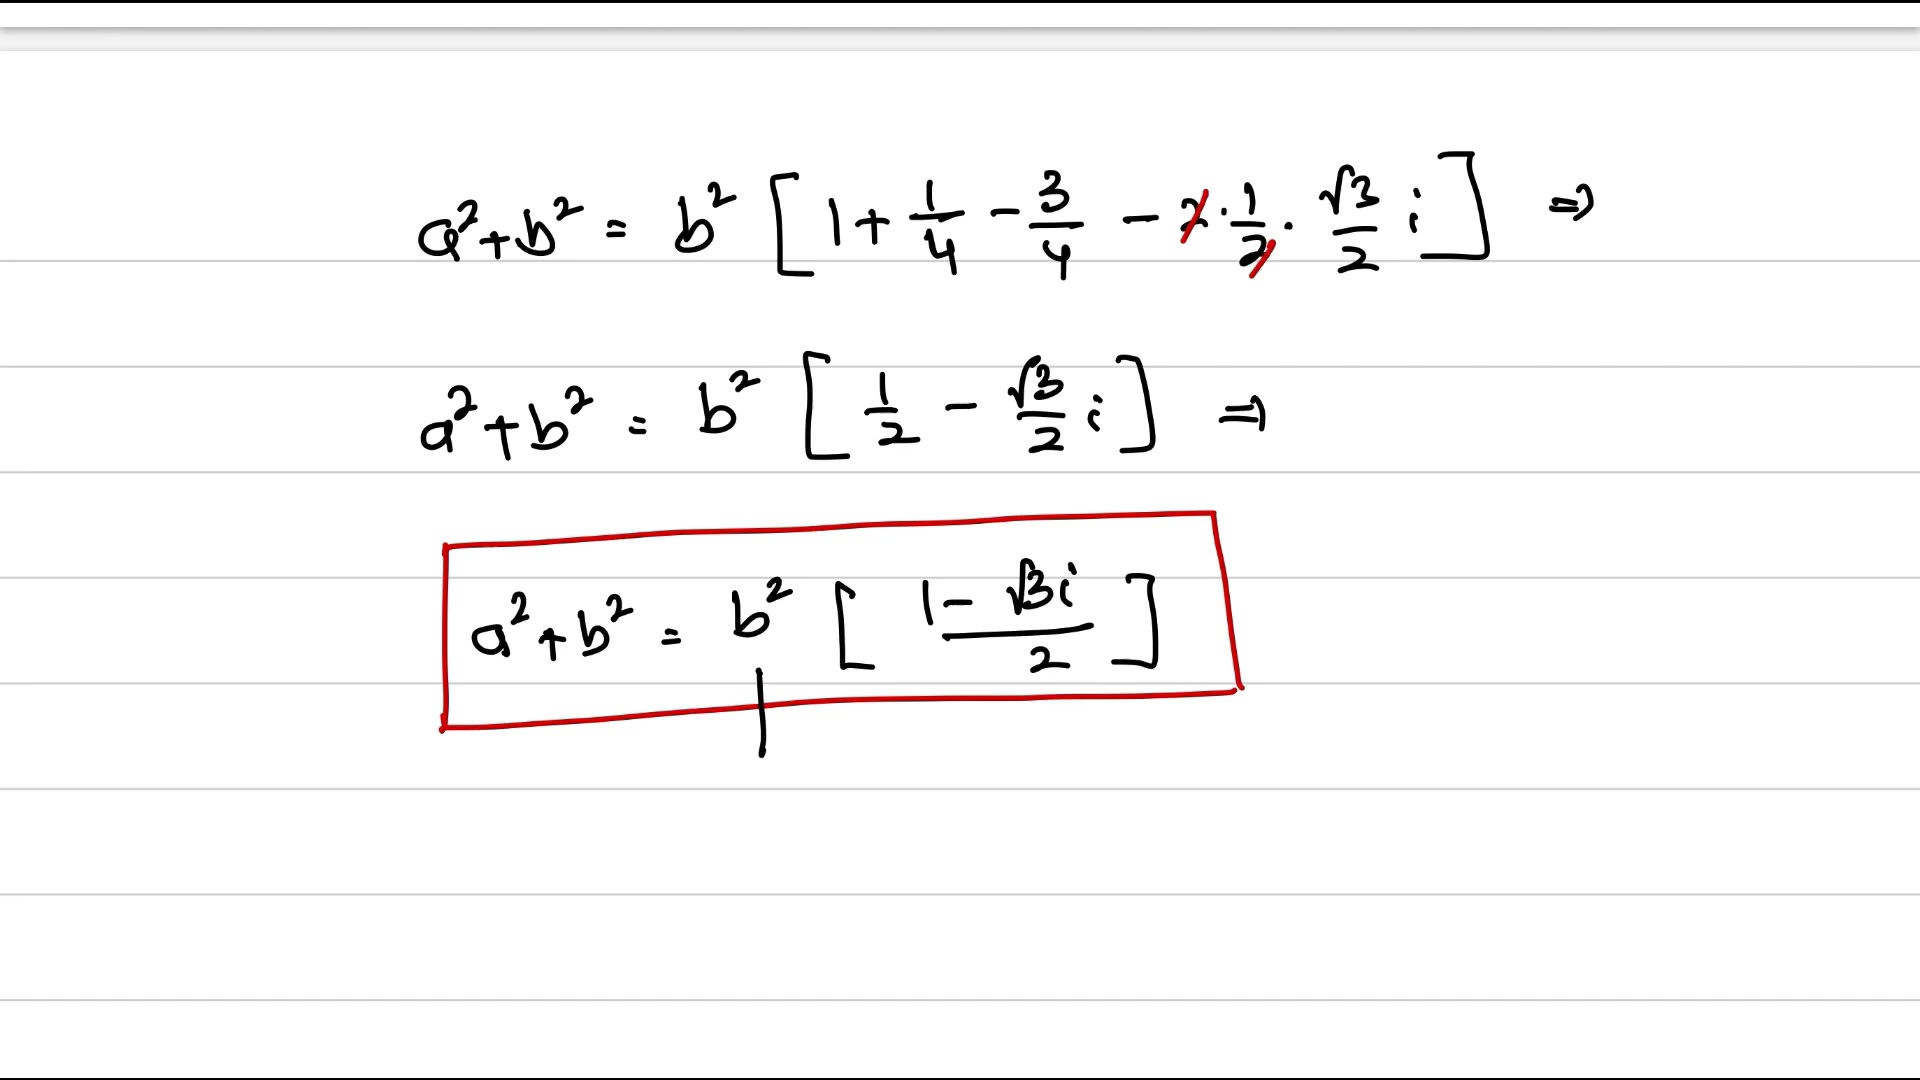 a² + b² = b² [ 1 + 1/4 - 3/4 - 2 · 1/2 · √3/2 i ] ⇒
a² + b² = b² [ 1/2 - √3/2 i ] ⇒
a² + b² = b² [ (1 - √3i)/2 ]